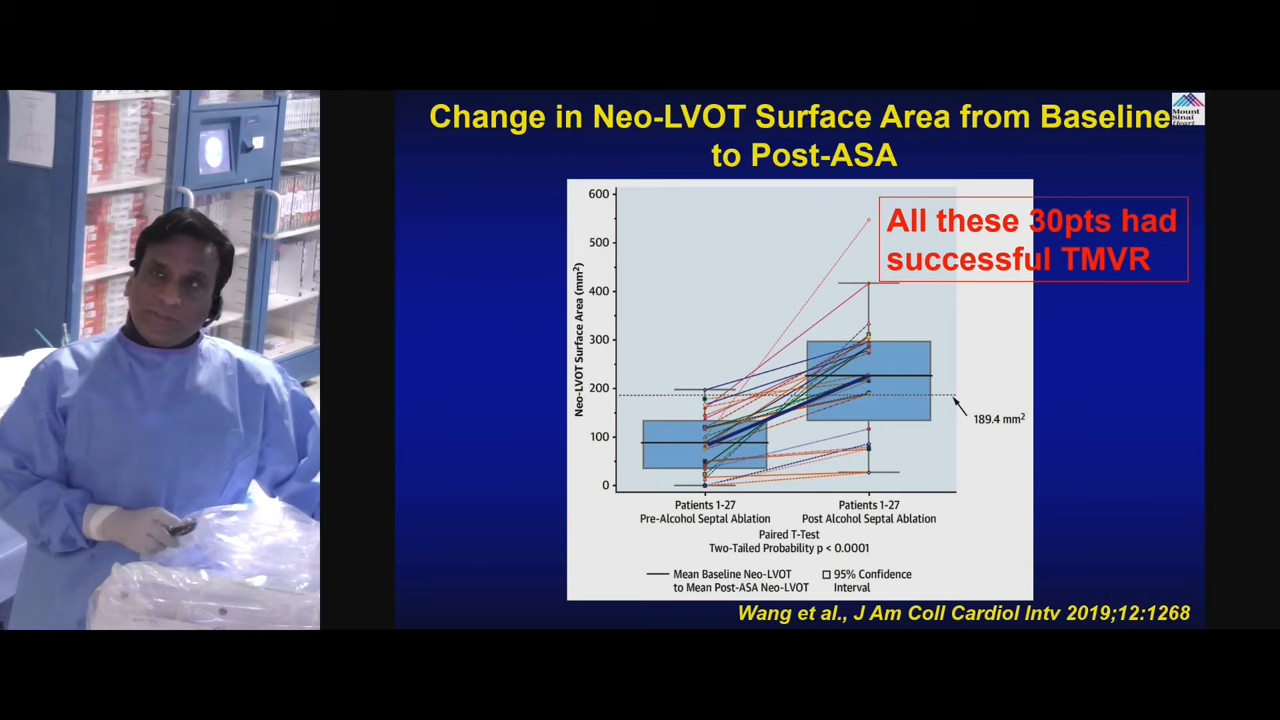 Change in Neo-LVOT Surface Area from Baseline
to Post-ASA
Mount
Sinai
Heart
All these 30pts had
successful TMVR
600
500
400
300
200
100
0
Neo-LVOT Surface Area (mm²)
189.4 mm²
Patients 1-27
Pre-Alcohol Septal Ablation
Patients 1-27
Post Alcohol Septal Ablation
Paired T-Test
Two-Tailed Probability p < 0.0001
Mean Baseline Neo-LVOT
to Mean Post-ASA Neo-LVOT
95% Confidence
Interval
Wang et al., J Am Coll Cardiol Intv 2019;12:1268